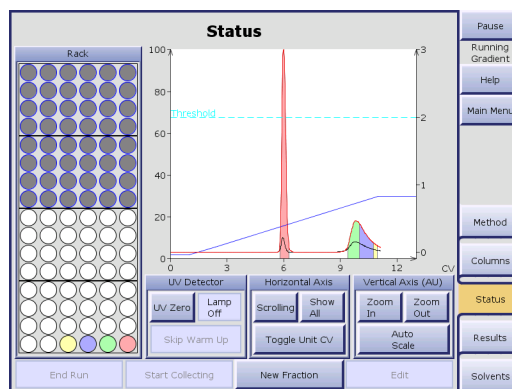 Status
Rack
100
80
60
40
20
0
3
2
1
0
Threshold
0
3
6
9
12
CV
UV Detector
UV Zero
Lamp
Off
Skip Warm Up
Horizontal Axis
Scrolling
Show
All
Toggle Unit CV
Vertical Axis (AU)
Zoom
In
Zoom
Out
Auto
Scale
End Run
Start Collecting
New Fraction
Edit
Pause
Running
Gradient
Help
Main Menu
Method
Columns
Status
Results
Solvents